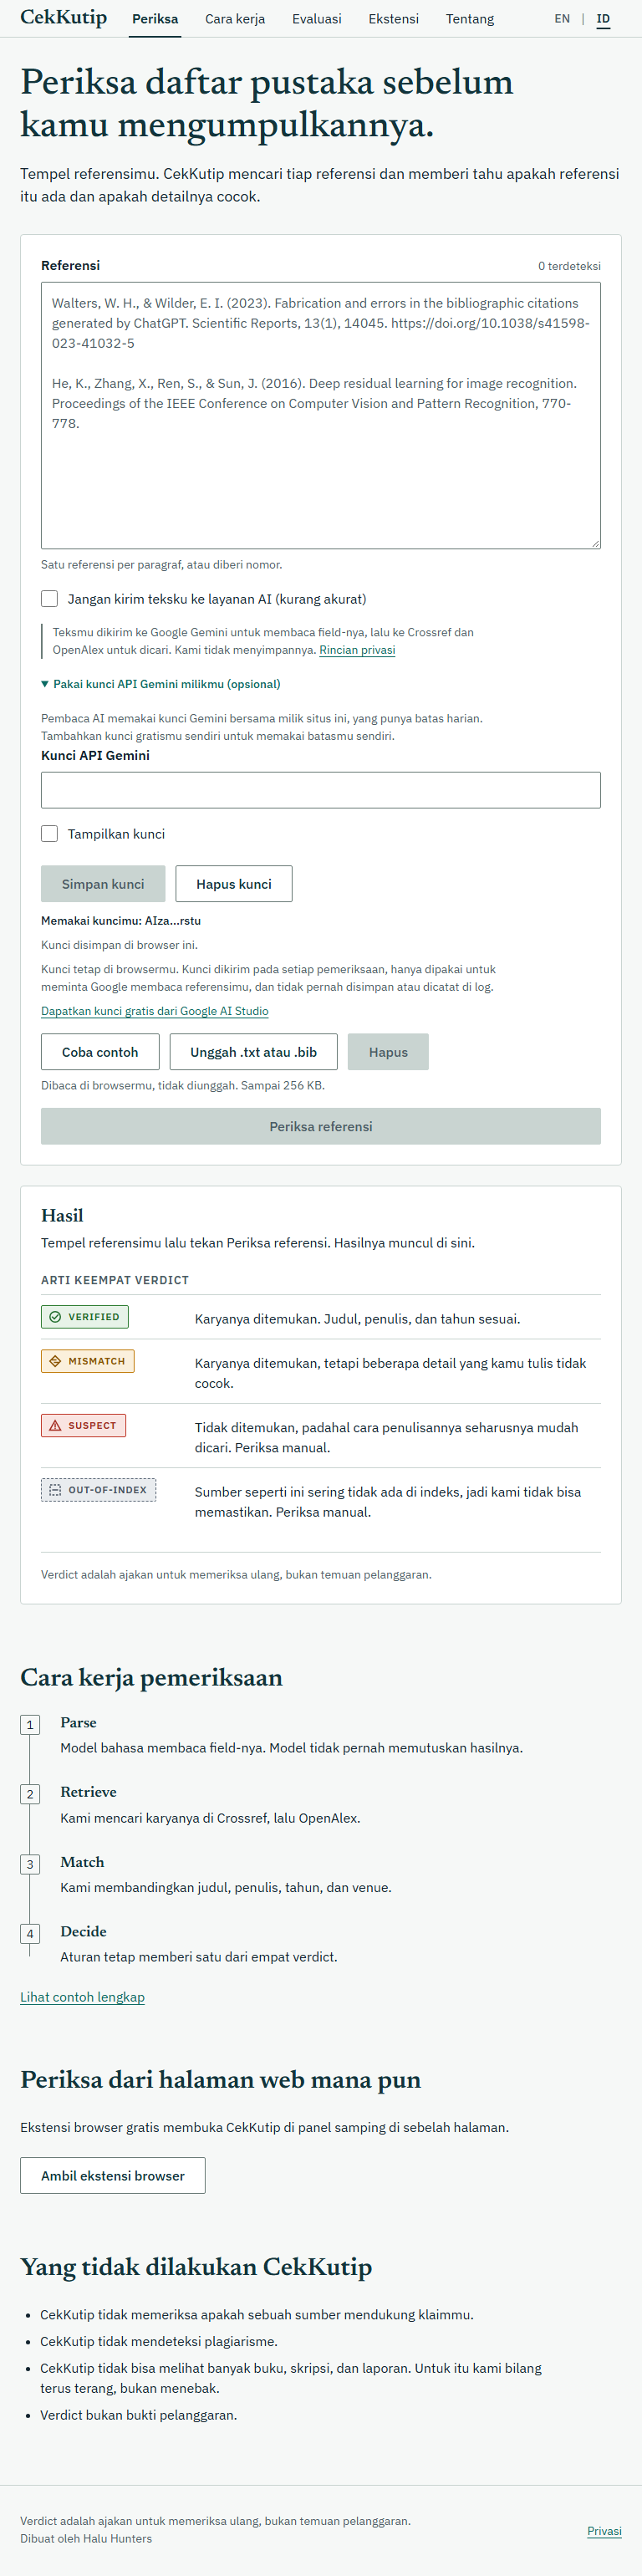 CekKutip Periksa Cara kerja Evaluasi Ekstensi Tentang EN | ID
Periksa daftar pustaka sebelum
kamu mengumpulkannya.
Tempel referensimu. CekKutip mencari tiap referensi dan memberi tahu apakah referensi
itu ada dan apakah detailnya cocok.
Referensi 0 terdeteksi
Walters, W. H., & Wilder, E. I. (2023). Fabrication and errors in the bibliographic citations
generated by ChatGPT. Scientific Reports, 13(1), 14045. https://doi.org/10.1038/s41598-
023-41032-5
He, K., Zhang, X., Ren, S., & Sun, J. (2016). Deep residual learning for image recognition.
Proceedings of the IEEE Conference on Computer Vision and Pattern Recognition, 770-
778.
Satu referensi per paragraf, atau diberi nomor.
Jangan kirim teksku ke layanan AI (kurang akurat)
Teksmu dikirim ke Google Gemini untuk membaca field-nya, lalu ke Crossref dan
OpenAlex untuk dicari. Kami tidak menyimpannya. Rincian privasi
▼ Pakai kunci API Gemini milikmu (opsional)
Pembaca AI memakai kunci Gemini bersama milik situs ini, yang punya batas harian.
Tambahkan kunci gratismu sendiri untuk memakai batasmu sendiri.
Kunci API Gemini
Tampilkan kunci
Simpan kunci Hapus kunci
Memakai kuncimu: AIza…rstu
Kunci disimpan di browser ini.
Kunci tetap di browsermu. Kunci dikirim pada setiap pemeriksaan, hanya dipakai untuk
meminta Google membaca referensimu, dan tidak pernah disimpan atau dicatat di log.
Dapatkan kunci gratis dari Google AI Studio
Coba contoh Unggah .txt atau .bib Hapus
Dibaca di browsermu, tidak diunggah. Sampai 256 KB.
Periksa referensi
Hasil
Tempel referensimu lalu tekan Periksa referensi. Hasilnya muncul di sini.
ARTI KEEMPAT VERDICT
VERIFIED Karyanya ditemukan. Judul, penulis, dan tahun sesuai.
MISMATCH Karyanya ditemukan, tetapi beberapa detail yang kamu tulis tidak
cocok.
SUSPECT Tidak ditemukan, padahal cara penulisannya seharusnya mudah
dicari. Periksa manual.
OUT-OF-INDEX Sumber seperti ini sering tidak ada di indeks, jadi kami tidak bisa
memastikan. Periksa manual.
Verdict adalah ajakan untuk memeriksa ulang, bukan temuan pelanggaran.
Cara kerja pemeriksaan
1 Parse
Model bahasa membaca field-nya. Model tidak pernah memutuskan hasilnya.
2 Retrieve
Kami mencari karyanya di Crossref, lalu OpenAlex.
3 Match
Kami membandingkan judul, penulis, tahun, dan venue.
4 Decide
Aturan tetap memberi satu dari empat verdict.
Lihat contoh lengkap
Periksa dari halaman web mana pun
Ekstensi browser gratis membuka CekKutip di panel samping di sebelah halaman.
Ambil ekstensi browser
Yang tidak dilakukan CekKutip
• CekKutip tidak memeriksa apakah sebuah sumber mendukung klaimmu.
• CekKutip tidak mendeteksi plagiarisme.
• CekKutip tidak bisa melihat banyak buku, skripsi, dan laporan. Untuk itu kami bilang
terus terang, bukan menebak.
• Verdict bukan bukti pelanggaran.
Verdict adalah ajakan untuk memeriksa ulang, bukan temuan pelanggaran.
Dibuat oleh Halu Hunters
Privasi